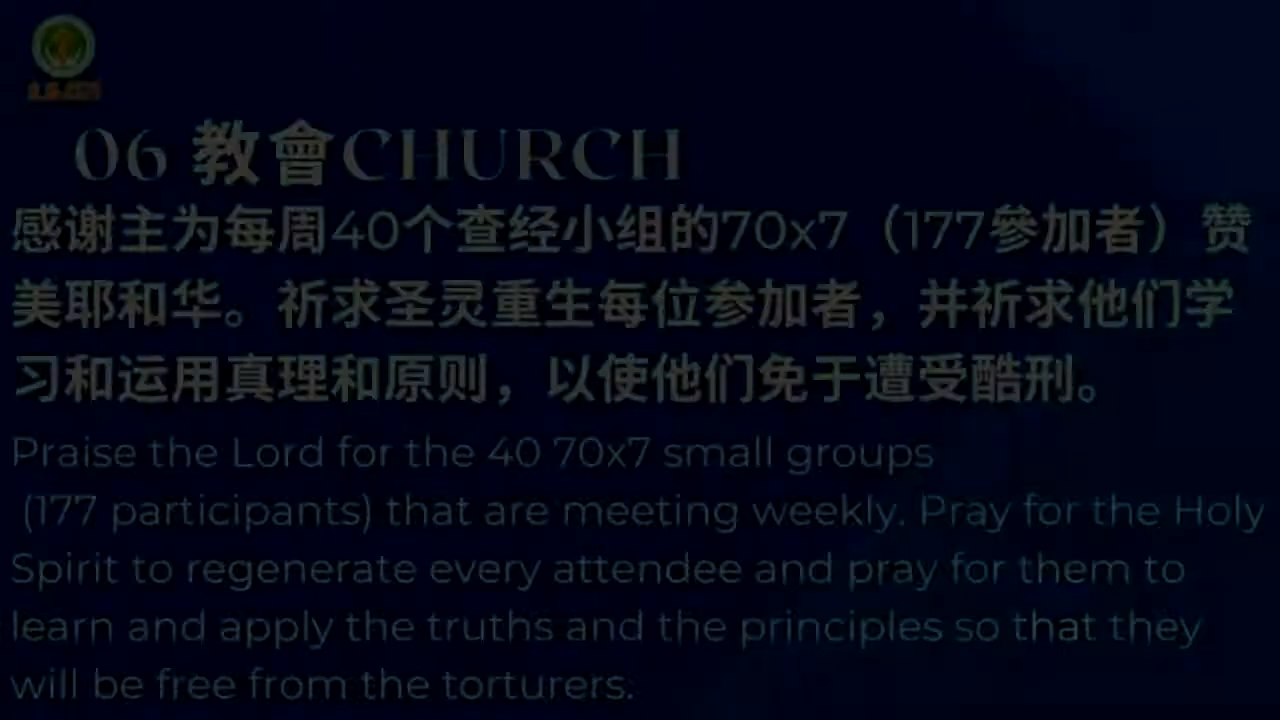 06 教會CHURCH
感谢主为每周40个查经小组的70x7（177參加者）赞
美耶和华。祈求圣灵重生每位参加者，并祈求他们学
习和运用真理和原则，以使他们免于遭受酷刑。
Praise the Lord for the 40 70x7 small groups
(177 participants) that are meeting weekly. Pray for the Holy
Spirit to regenerate every attendee and pray for them to
learn and apply the truths and the principles so that they
will be free from the torturers.